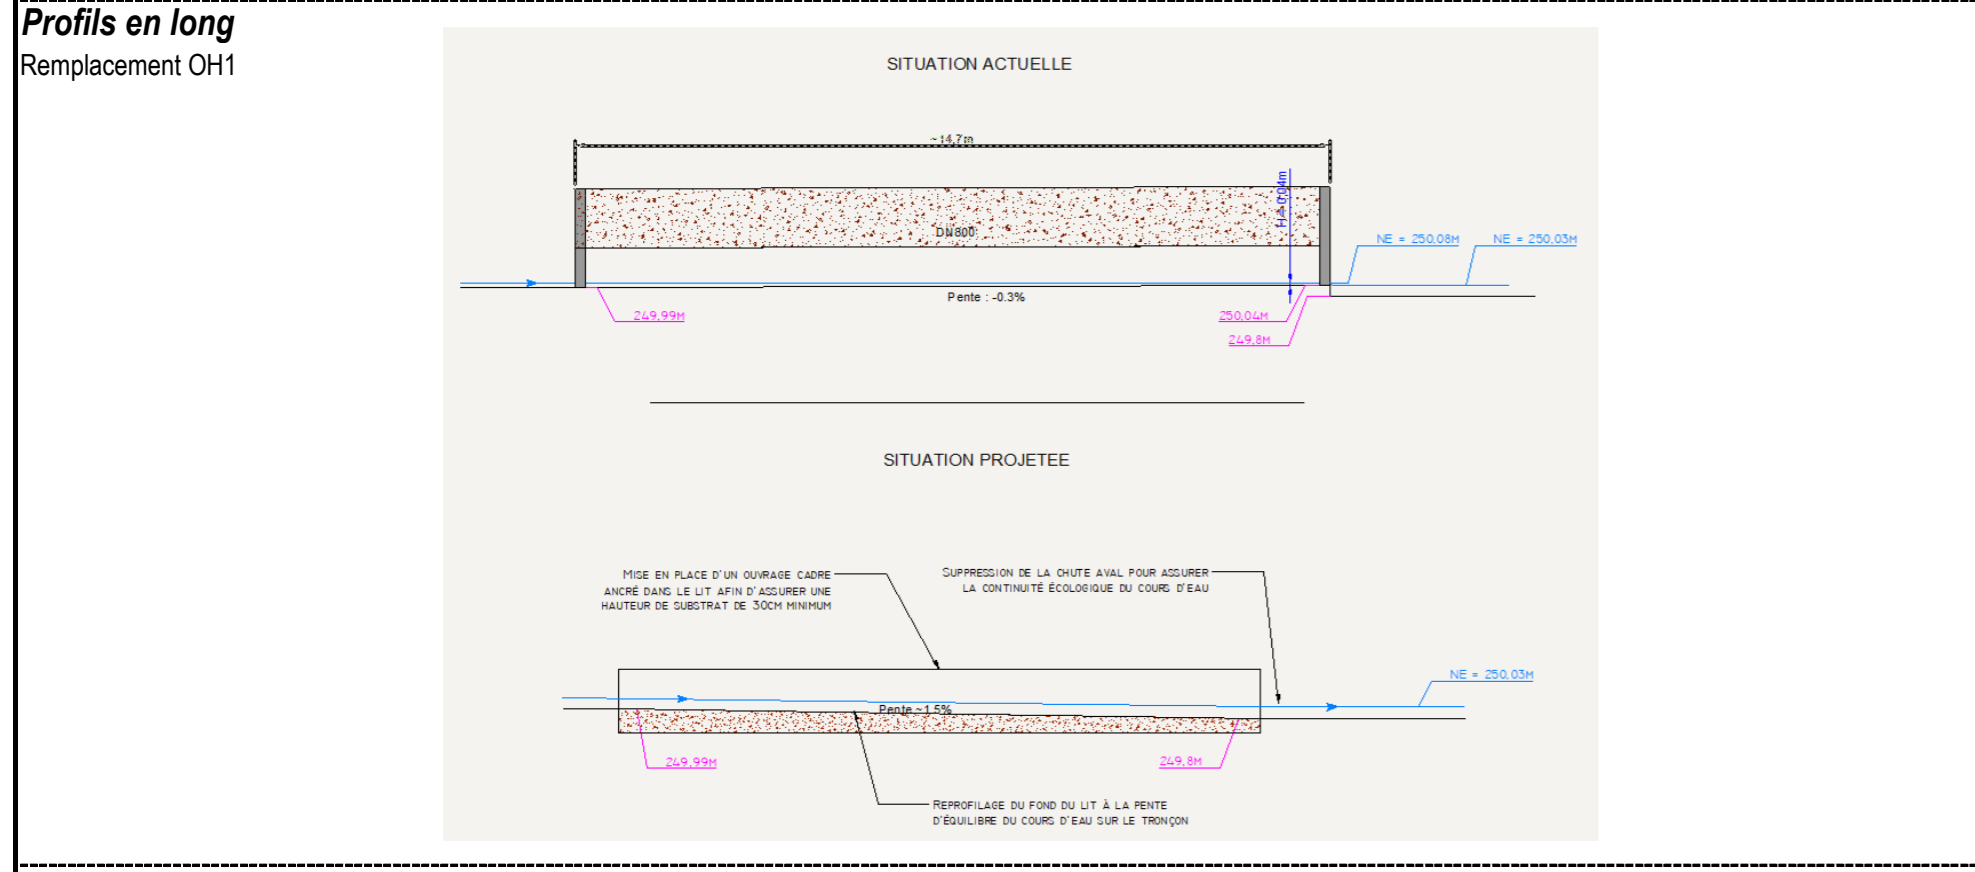 Profils en long
Remplacement OH1
SITUATION ACTUELLE
~14,7m
H = 0,04m
DN800
NE = 250.08M
NE = 250.03M
Pente : -0.3%
249,99M
250,04M
249,8M
SITUATION PROJETEE
MISE EN PLACE D'UN OUVRAGE CADRE
ANCRÉ DANS LE LIT AFIN D'ASSURER UNE
HAUTEUR DE SUBSTRAT DE 30CM MINIMUM
SUPPRESSION DE LA CHUTE AVAL POUR ASSURER
LA CONTINUITÉ ÉCOLOGIQUE DU COURS D'EAU
NE = 250,03M
Pente ~1.5%
249,99M
249,8M
REPROFILAGE DU FOND DU LIT À LA PENTE
D'ÉQUILIBRE DU COURS D'EAU SUR LE TRONÇON